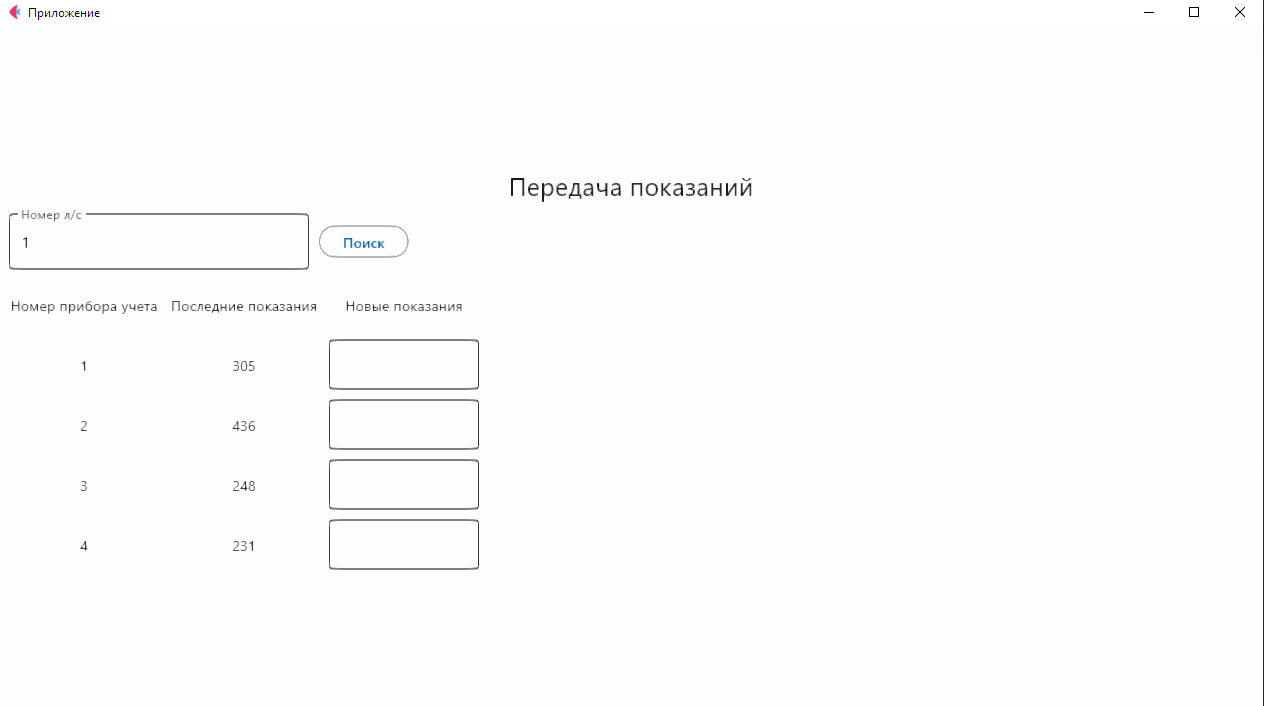 Приложение
Передача показаний
Номер л/с
1 Поиск
Номер прибора учета Последние показания Новые показания
1 305
2 436
3 248
4 231